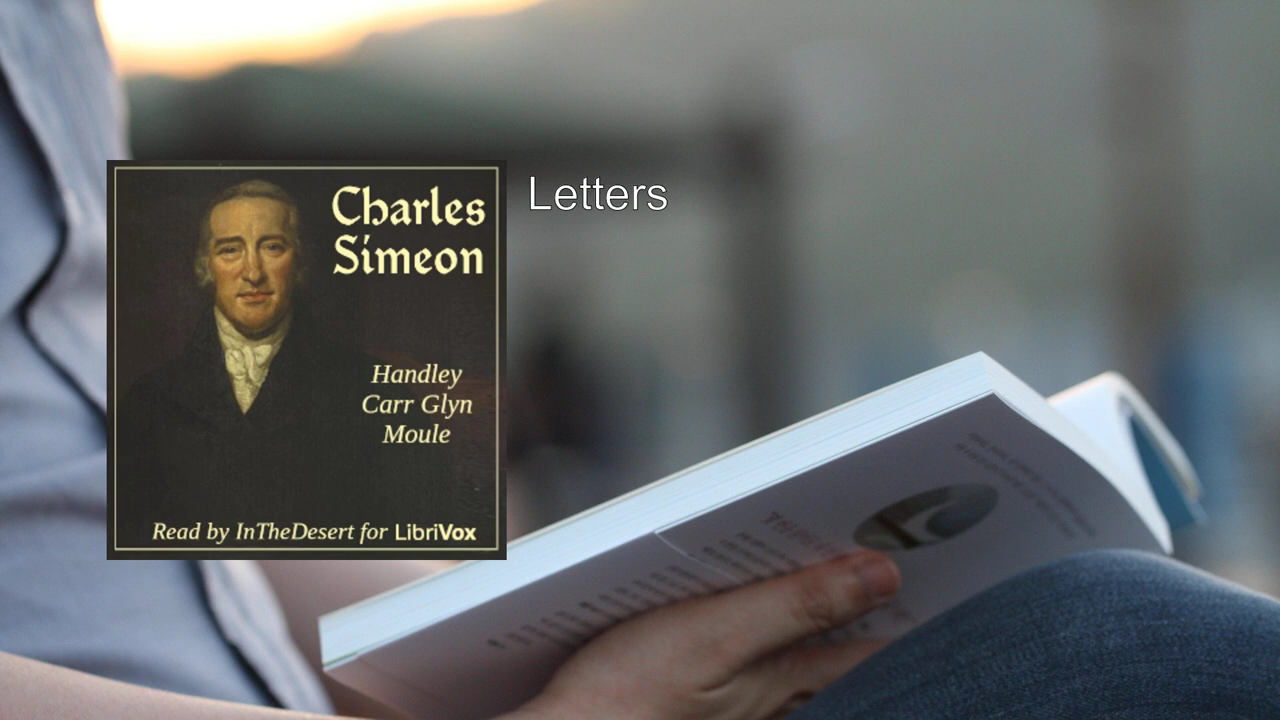 Charles
Simeon
Handley
Carr Glyn
Moule
Read by InTheDesert for LibriVox
Letters